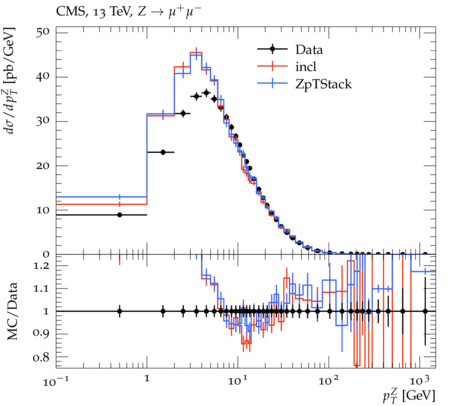 CMS, 13 TeV, Z → μ⁺μ⁻
dσ/dp_T^Z [pb/GeV]
50
40
30
20
10
0
Data
incl
ZpTStack
MC/Data
1.2
1.1
1
0.9
0.8
10⁻¹ 1 10¹ 10² 10³
p_T^Z [GeV]